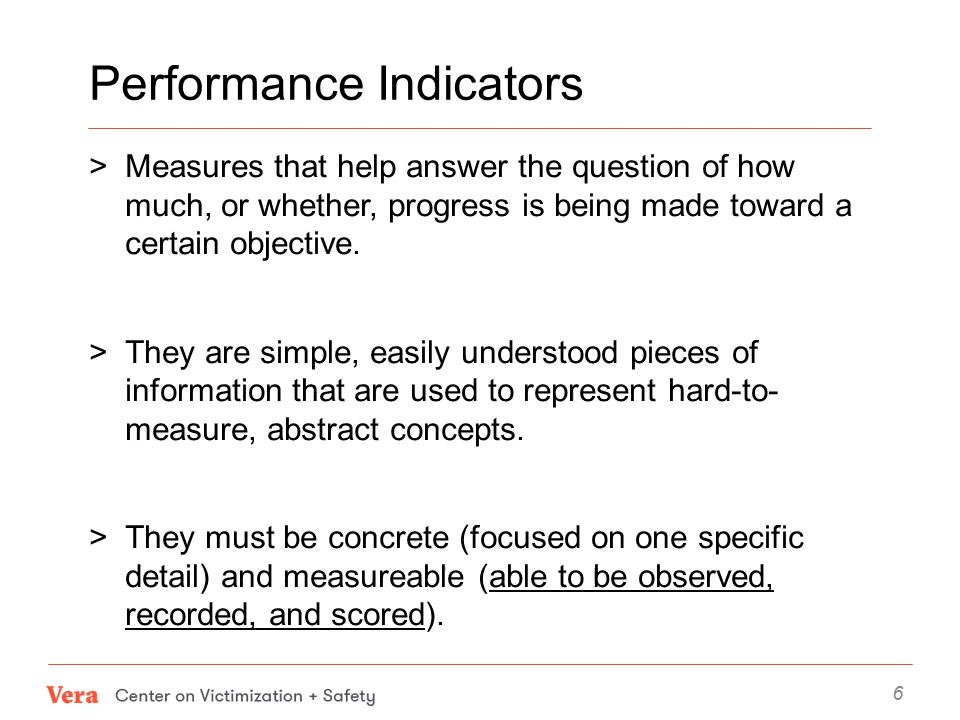 Performance Indicators
> Measures that help answer the question of how
much, or whether, progress is being made toward a
certain objective.
> They are simple, easily understood pieces of
information that are used to represent hard-to-
measure, abstract concepts.
> They must be concrete (focused on one specific
detail) and measureable (able to be observed,
recorded, and scored).
Vera Center on Victimization + Safety 6